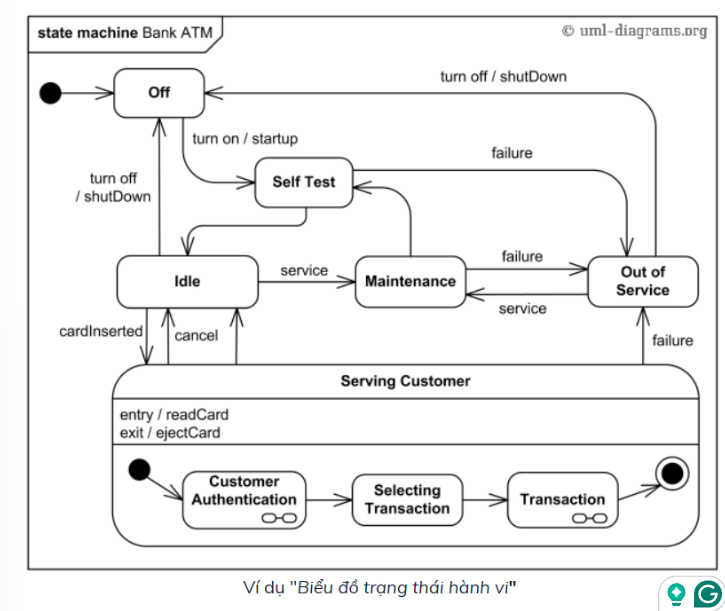 state machine Bank ATM
© uml-diagrams.org
turn off / shutDown
Off
turn on / startup
failure
Self Test
turn off
/ shutDown
Idle
service
Maintenance
failure
Out of
Service
service
cardInserted
cancel
failure
Serving Customer
entry / readCard
exit / ejectCard
Customer
Authentication
Selecting
Transaction
Transaction
Ví dụ "Biểu đồ trạng thái hành vi"